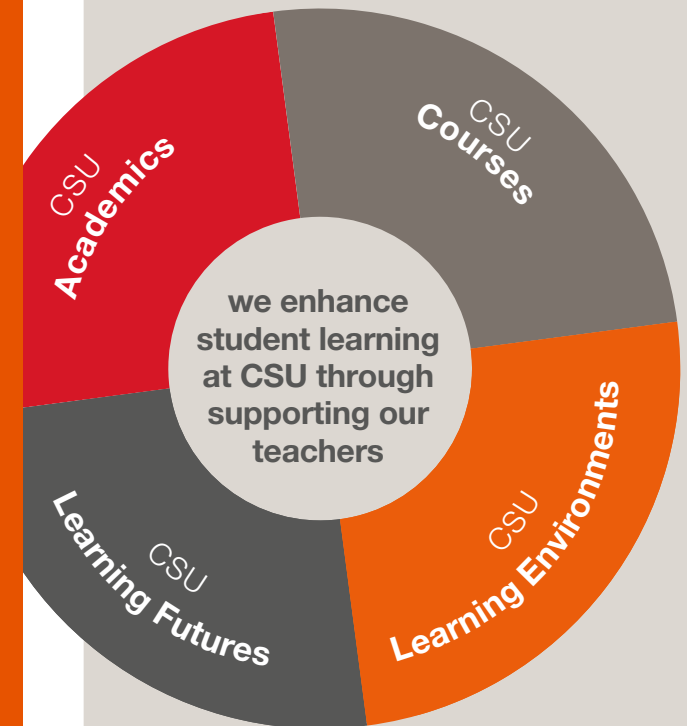 CSU
Academics
CSU
Courses
we enhance
student learning
at CSU through
supporting our
teachers
CSU
Learning Environments
CSU
Learning Futures